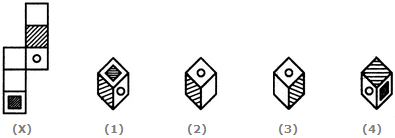 (X) (1) (2) (3) (4)